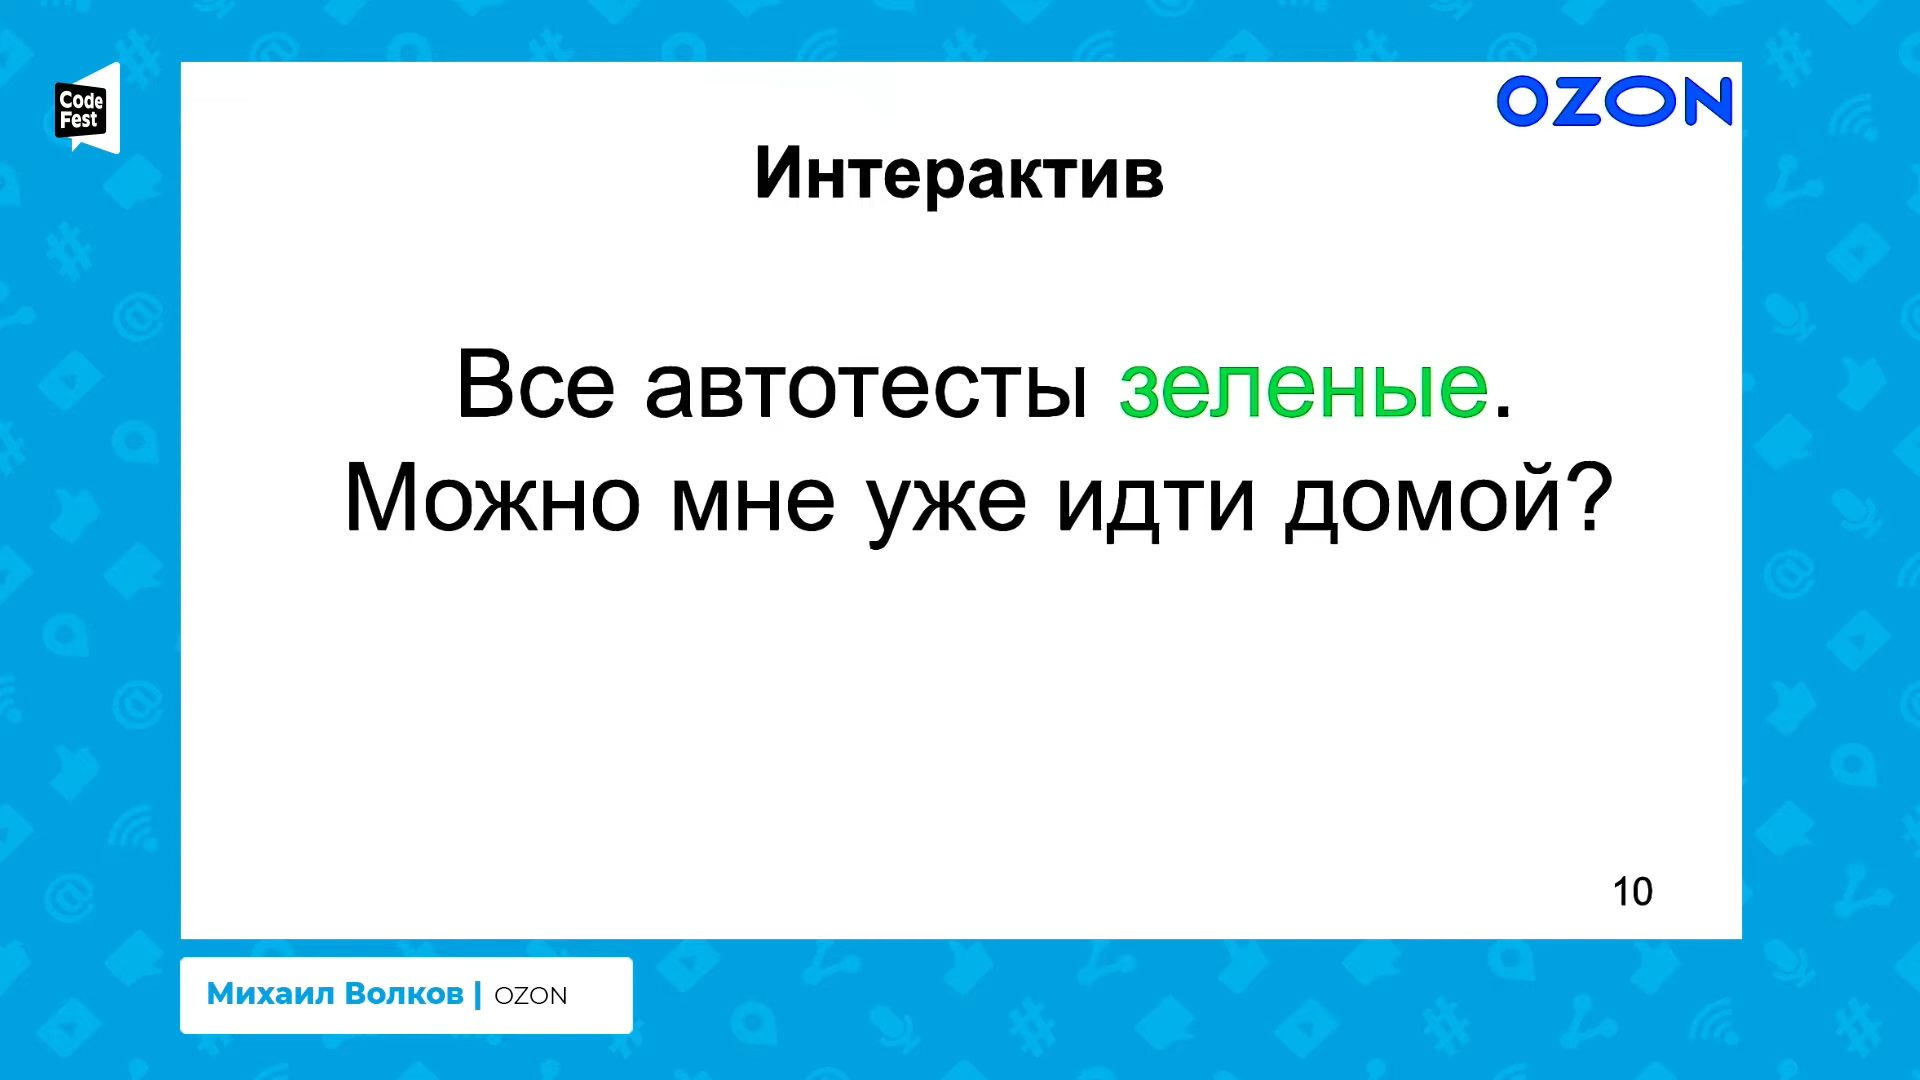 Code
Fest
OZON
Интерактив
Все автотесты зеленые.
Можно мне уже идти домой?
10
Михаил Волков | OZON